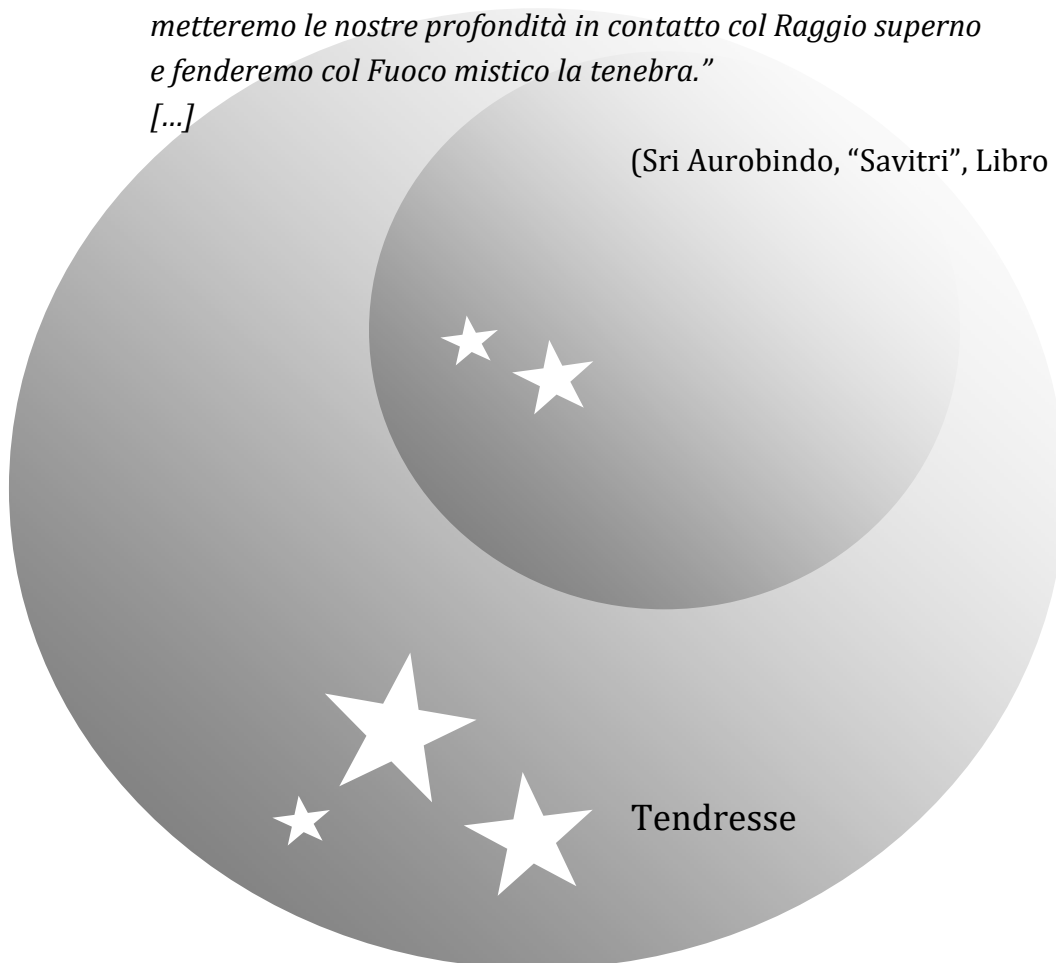 metteremo le nostre profondità in contatto col Raggio superno
e fenderemo col Fuoco mistico la tenebra.”
[...]
(Sri Aurobindo, “Savitri”, Libro
Tendresse